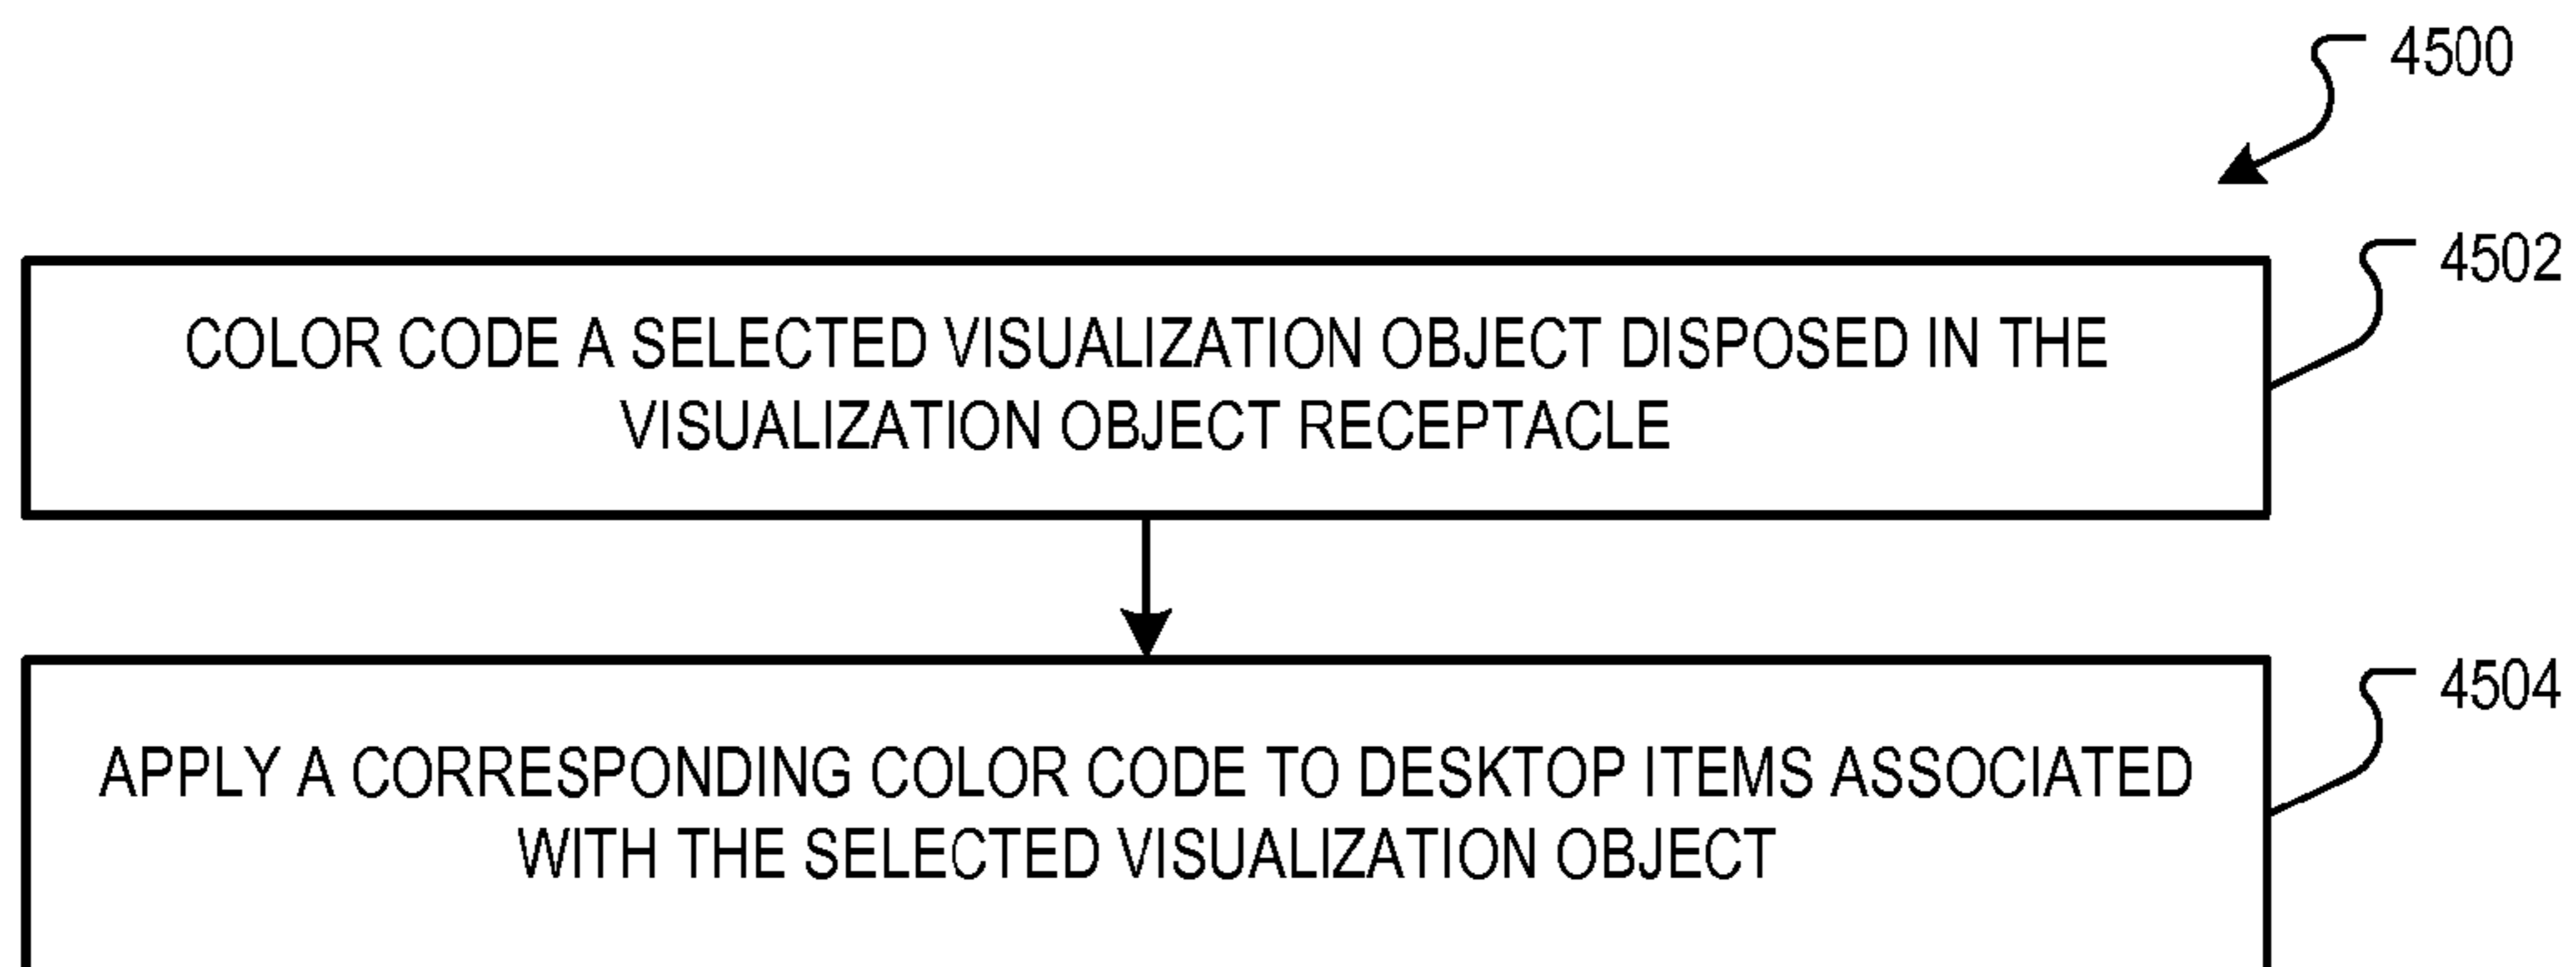 4500
4502
COLOR CODE A SELECTED VISUALIZATION OBJECT DISPOSED IN THE
VISUALIZATION OBJECT RECEPTACLE
4504
APPLY A CORRESPONDING COLOR CODE TO DESKTOP ITEMS ASSOCIATED
WITH THE SELECTED VISUALIZATION OBJECT